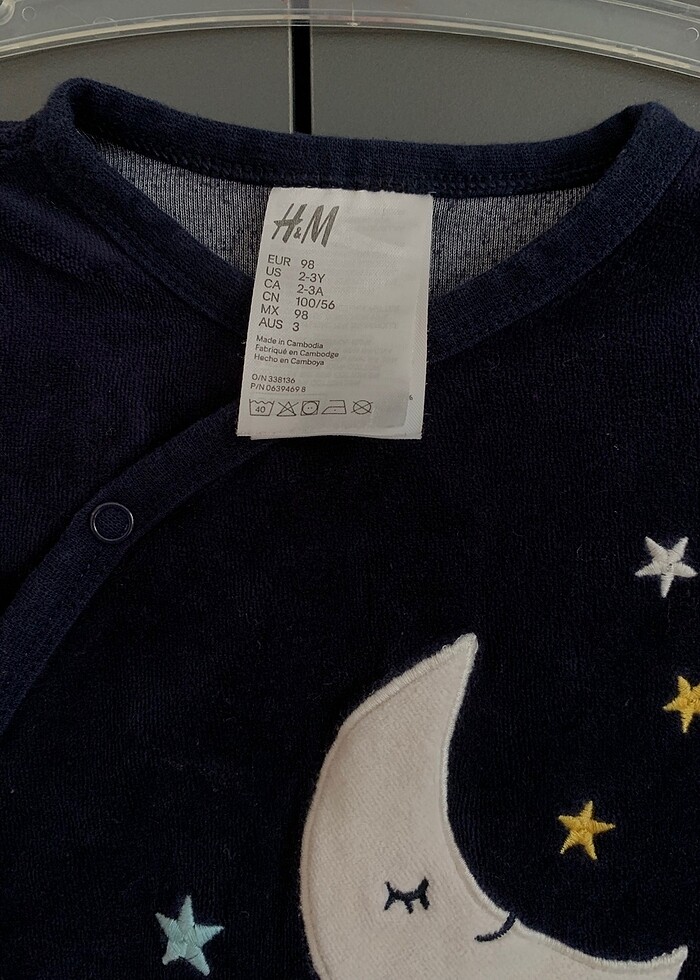 H&M
EUR 98
US 2-3Y
CA 2-3A
CN 100/56
MX 98
AUS 3
Made in Cambodia
Fabriqué en Cambodge
Hecho en Camboya
O/N 338136
P/N 0639469 8
40